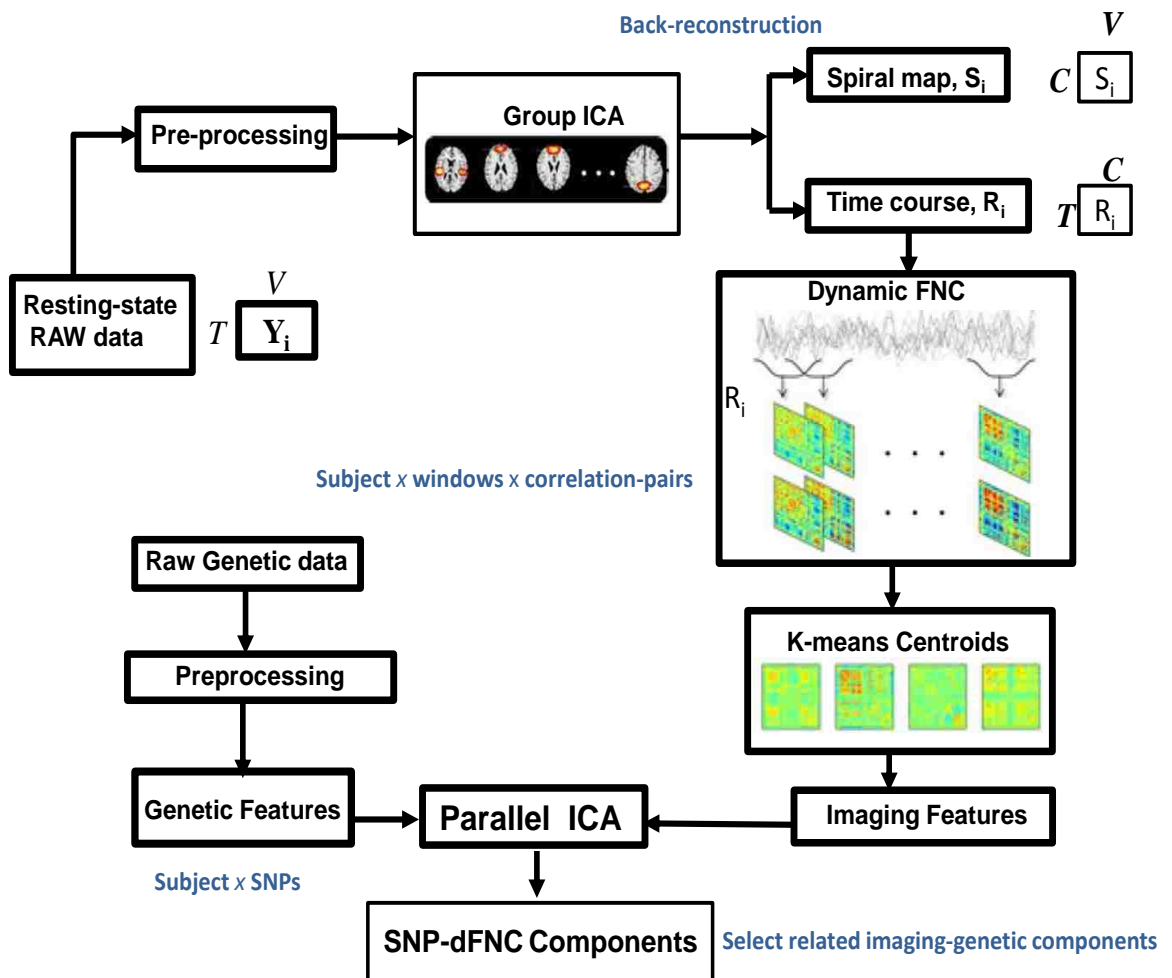 Back-reconstruction
V
Spiral map, Si
C
Si
Pre-processing
Group ICA
C
Time course, Ri
T
Ri
Resting-state
RAW data
V
T
Yi
Dynamic FNC
Ri
Subject x windows x correlation-pairs
Raw Genetic data
Preprocessing
Genetic Features
Subject x SNPs
K-means Centroids
Imaging Features
Parallel ICA
SNP-dFNC Components
Select related imaging-genetic components